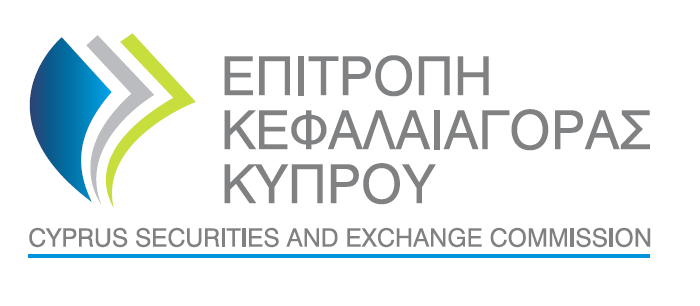 ΕΠΙΤΡΟΠΗ
ΚΕΦΑΛΑΙΑΓΟΡΑΣ
ΚΥΠΡΟΥ
CYPRUS SECURITIES AND EXCHANGE COMMISSION